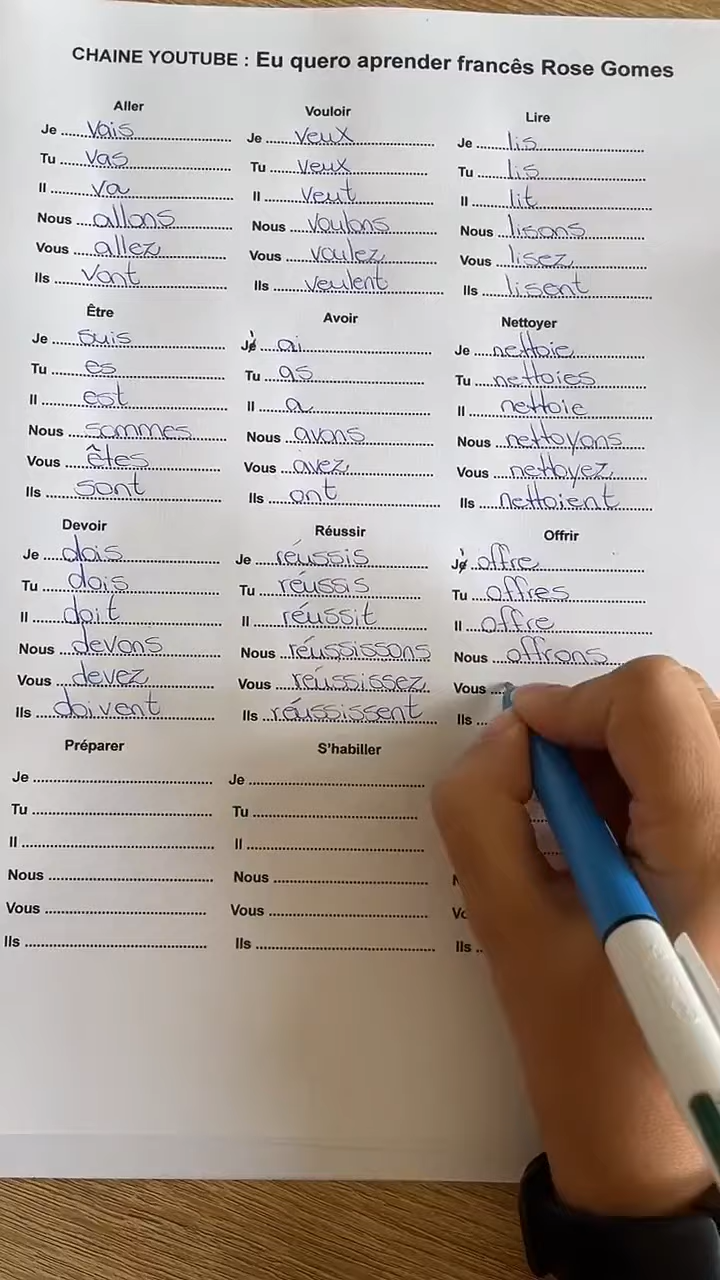 CHAINE YOUTUBE : Eu quero aprender francês Rose Gomes
Aller
Je vais
Tu vas
Il va
Nous allons
Vous allez
Ils vont
Vouloir
Je veux
Tu veux
Il veut
Nous voulons
Vous voulez
Ils veulent
Lire
Je lis
Tu lis
Il lit
Nous lisons
Vous lisez
Ils lisent
Être
Je suis
Tu es
Il est
Nous sommes
Vous êtes
Ils sont
Avoir
J' ai
Tu as
Il a
Nous avons
Vous avez
Ils ont
Nettoyer
Je nettoie
Tu nettoies
Il nettoie
Nous nettoyons
Vous nettoyez
Ils nettoient
Devoir
Je dois
Tu dois
Il doit
Nous devons
Vous devez
Ils doivent
Réussir
Je réussis
Tu réussis
Il réussit
Nous réussissons
Vous réussissez
Ils réussissent
Offrir
J' offre
Tu offres
Il offre
Nous offrons
Vous
Ils
Préparer
Je
Tu
Il
Nous
Vous
Ils
S'habiller
Je
Tu
Il
Nous
Vous
Ils
Ils